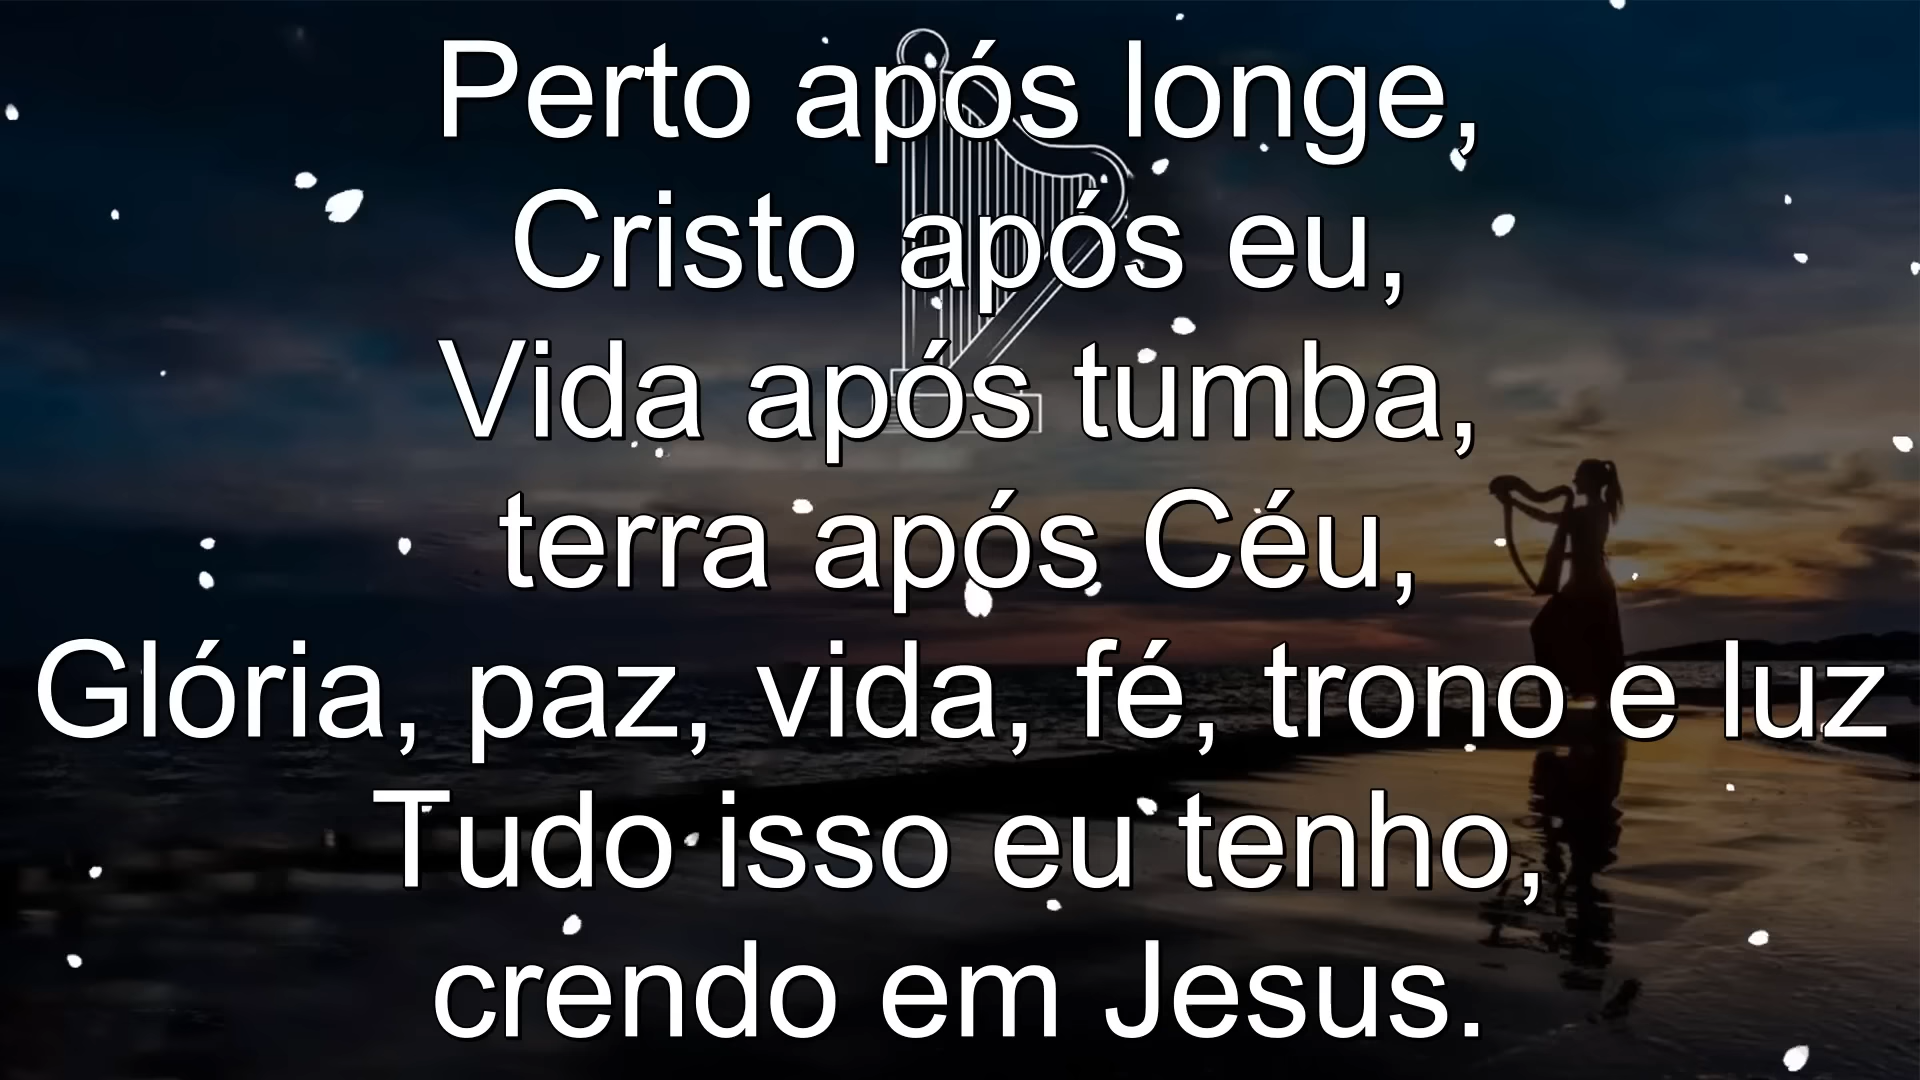 Perto após longe,
Cristo após eu,
Vida após tumba,
terra após Céu,
Glória, paz, vida, fé, trono e luz
Tudo isso eu tenho,
crendo em Jesus.